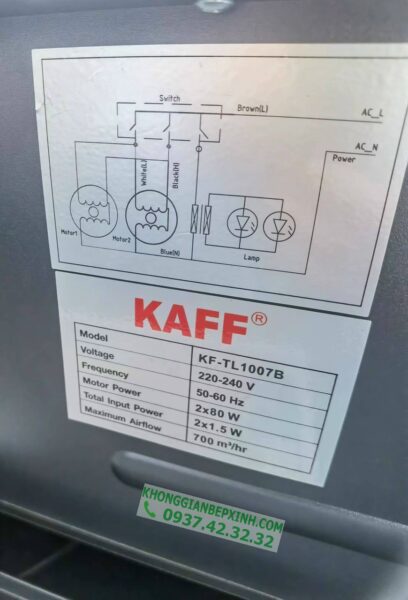 Switch
Brown(L)
AC_L
AC_N
Power
White(L)
Black(H)
Motor1
Motor2
Blue(N)
Lamp
KAFF®
Model KF-TL1007B
Voltage 220-240 V
Frequency 50-60 Hz
Motor Power 2x80 W
Total Input Power 2x1.5 W
Maximum Airflow 700 m³/hr
KHONGGIANBEPXINH.COM
0937.42.32.32